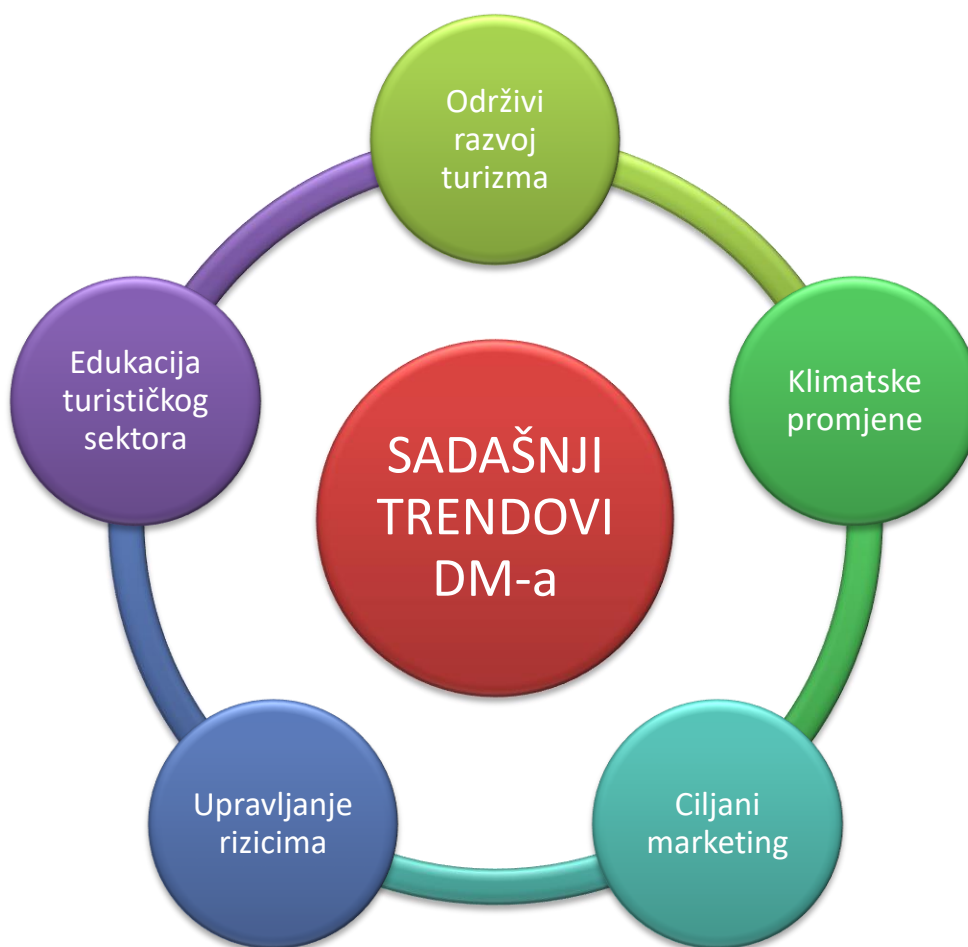 Održivi
razvoj
turizma
Klimatske
promjene
Ciljani
marketing
Upravljanje
rizicima
Edukacija
turističkog
sektora
SADAŠNJI
TRENDOVI
DM-a